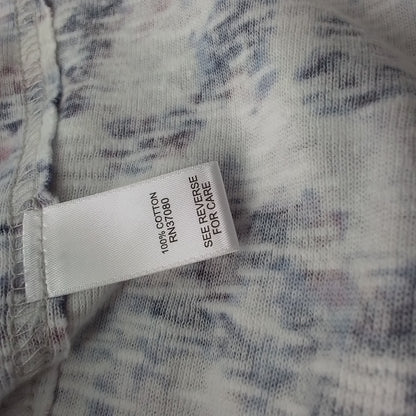 100% COTTON
RN37080
SEE REVERSE
FOR CARE